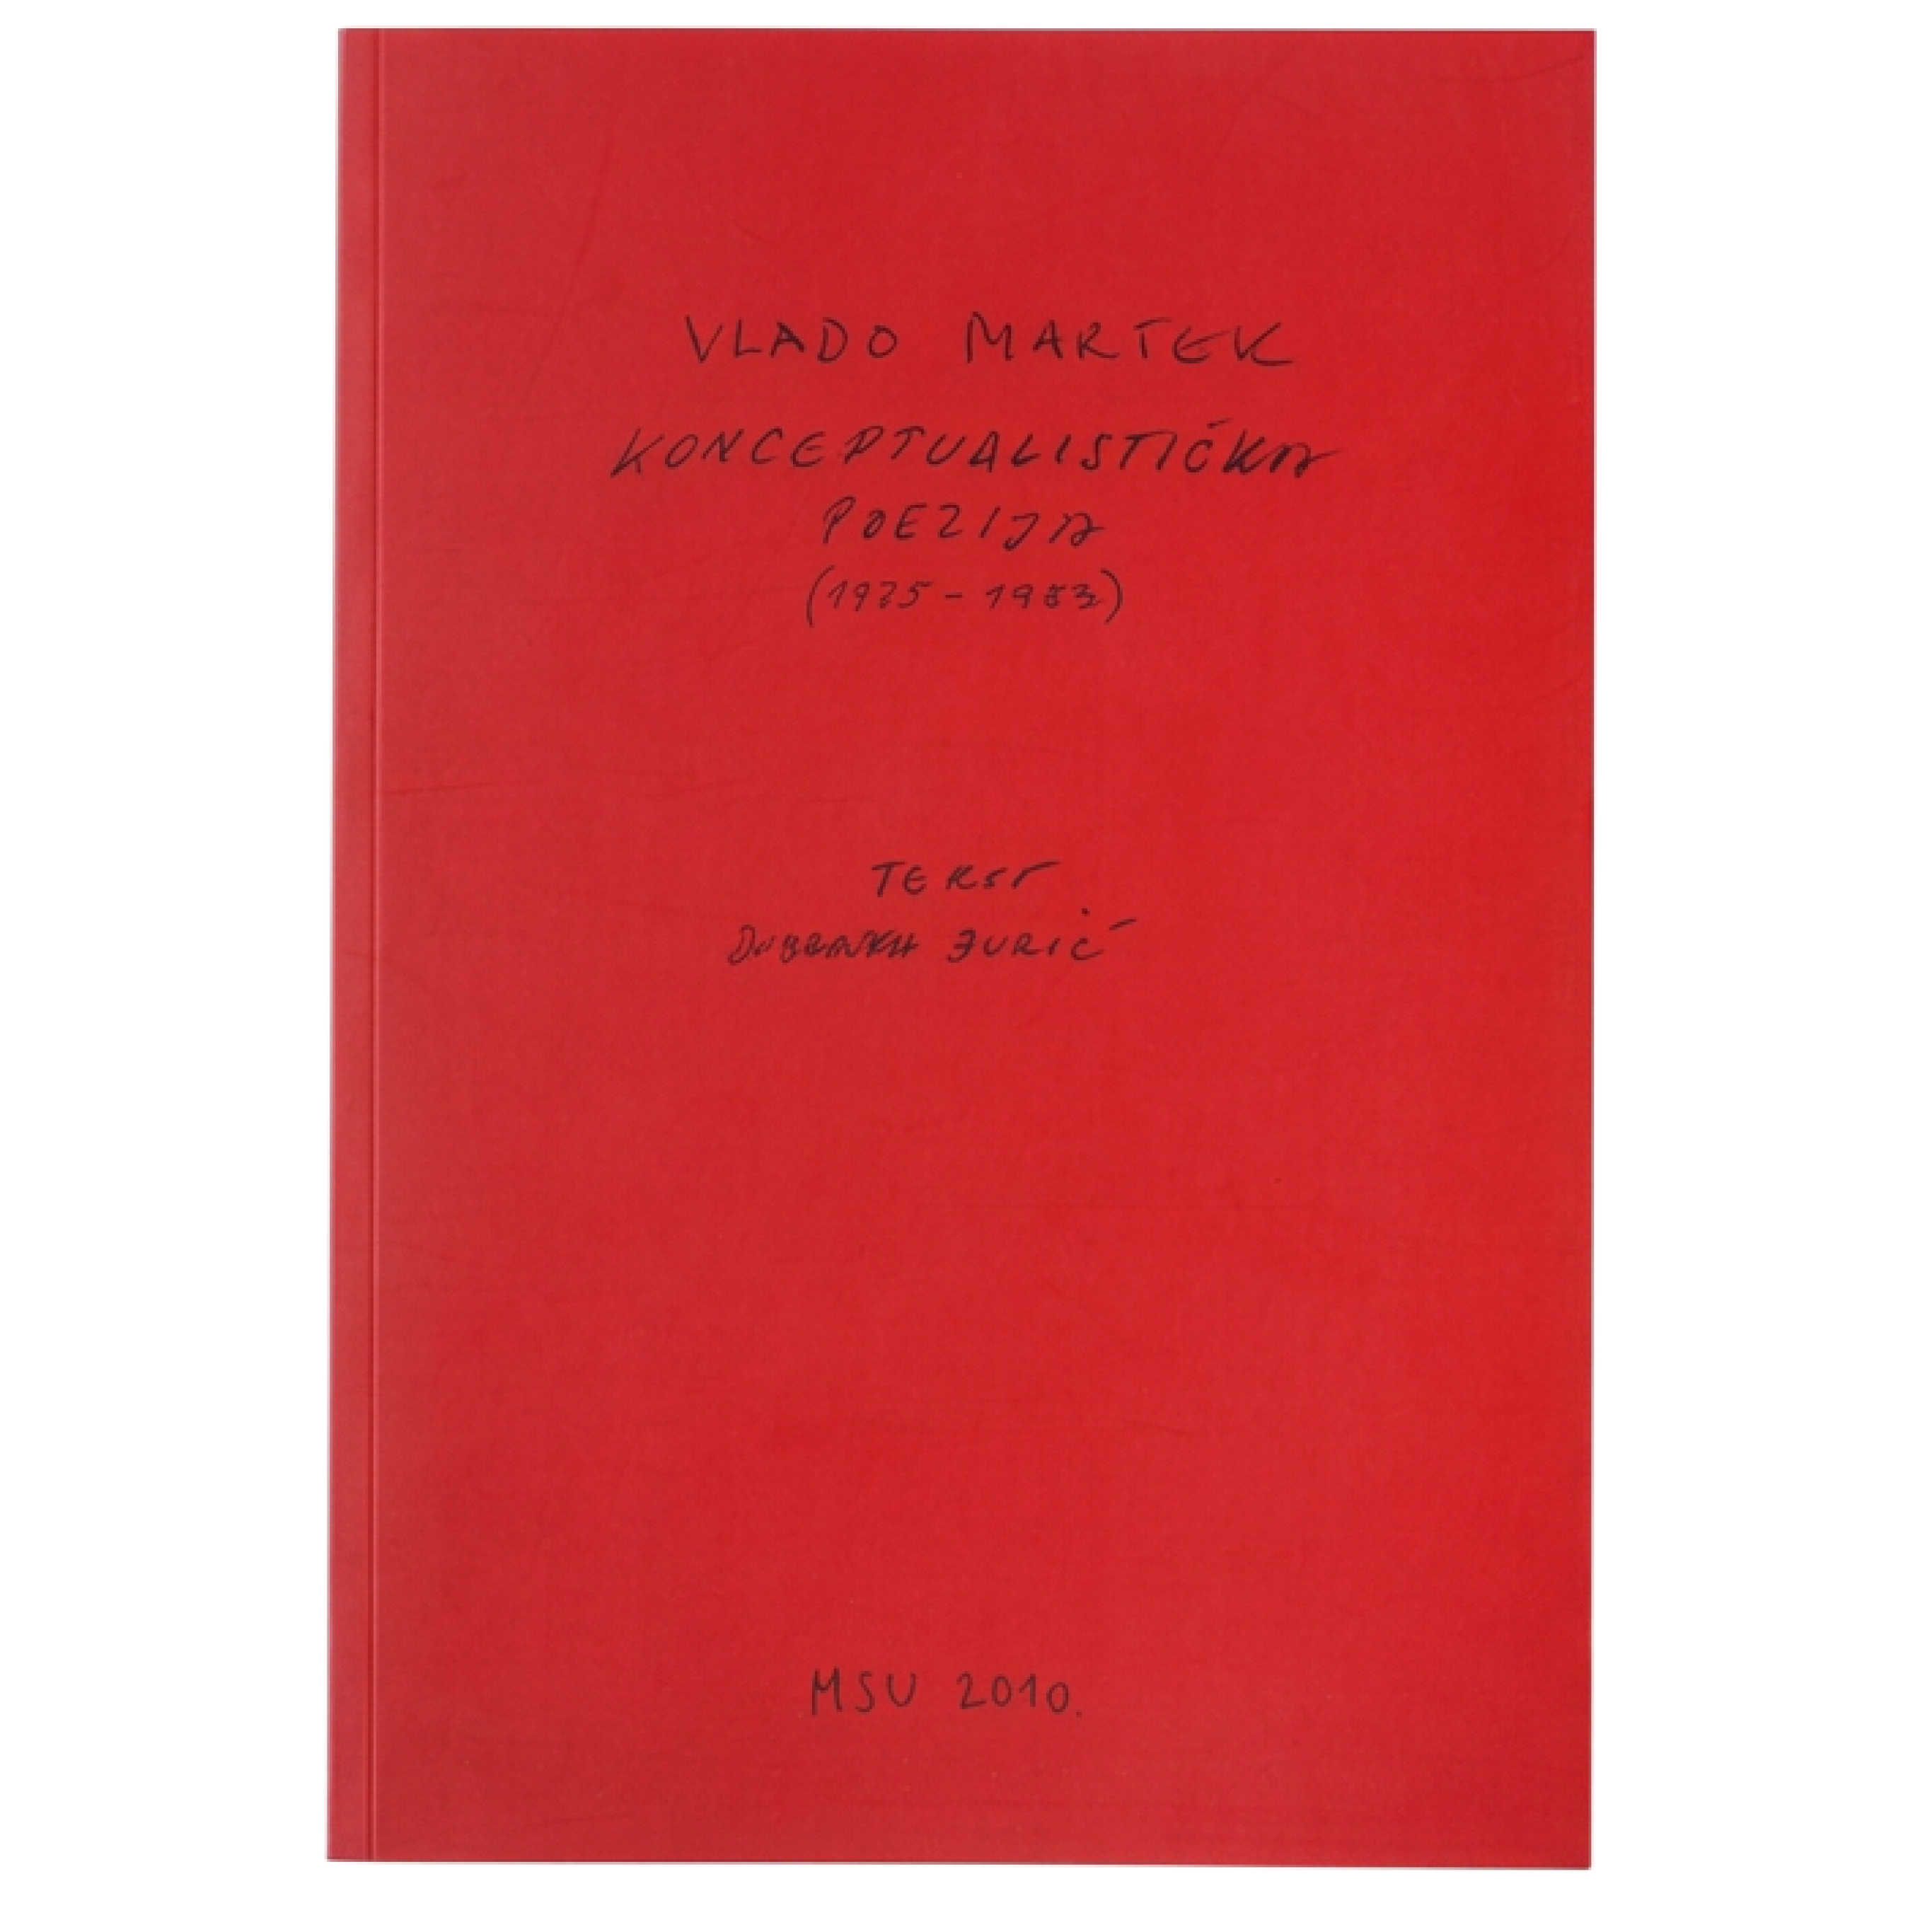 VLADO MARTEK
KONCEPTUALISTIČKA
POEZIJA
(1975 - 1983)
TEKST
DUBRAVKA ĐURIĆ
MSU 2010.